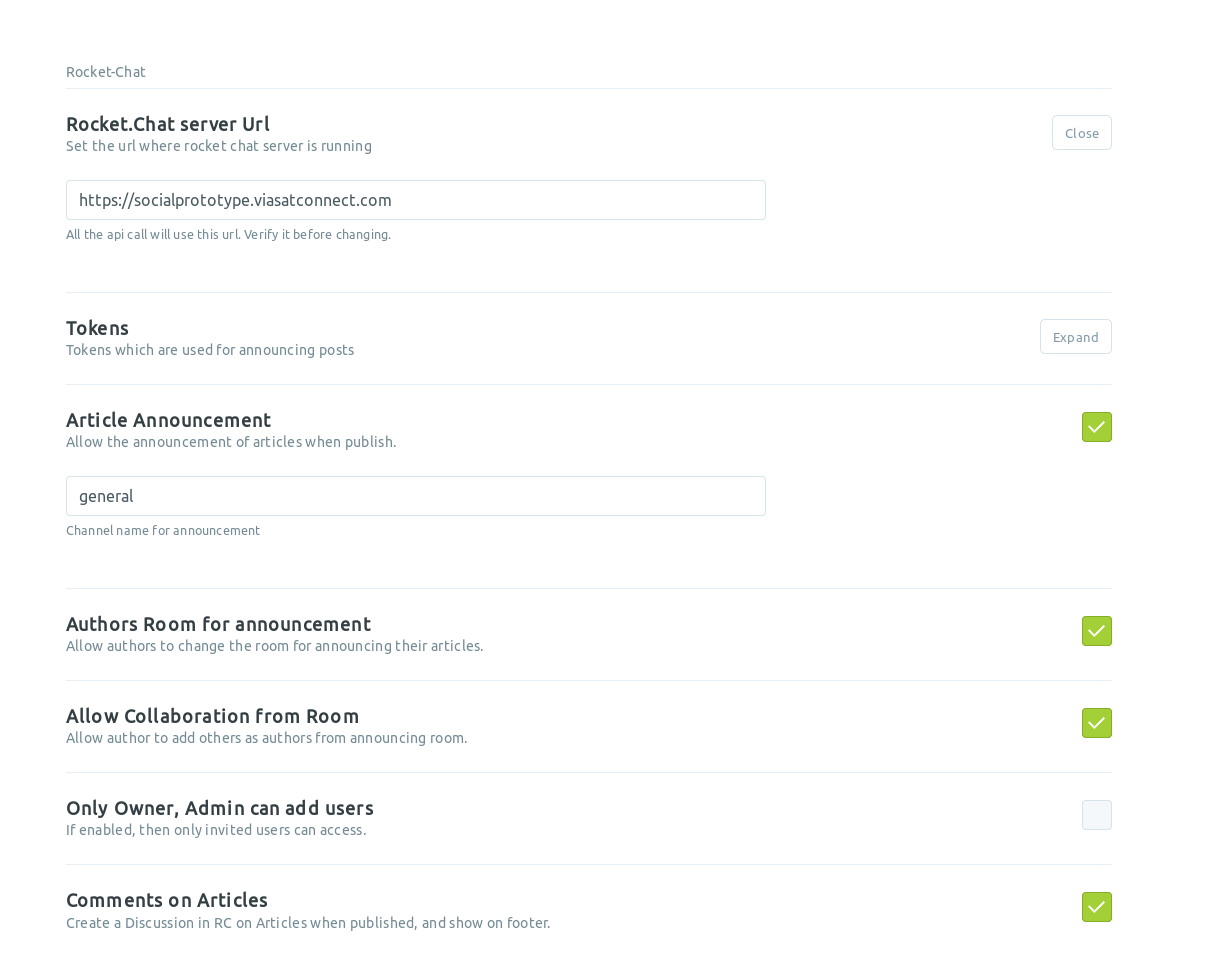 Rocket-Chat
Rocket.Chat server Url
Set the url where rocket chat server is running
Close
https://socialprototype.viasatconnect.com
All the api call will use this url. Verify it before changing.
Tokens
Tokens which are used for announcing posts
Expand
Article Announcement
Allow the announcement of articles when publish.
general
Channel name for announcement
Authors Room for announcement
Allow authors to change the room for announcing their articles.
Allow Collaboration from Room
Allow author to add others as authors from announcing room.
Only Owner, Admin can add users
If enabled, then only invited users can access.
Comments on Articles
Create a Discussion in RC on Articles when published, and show on footer.